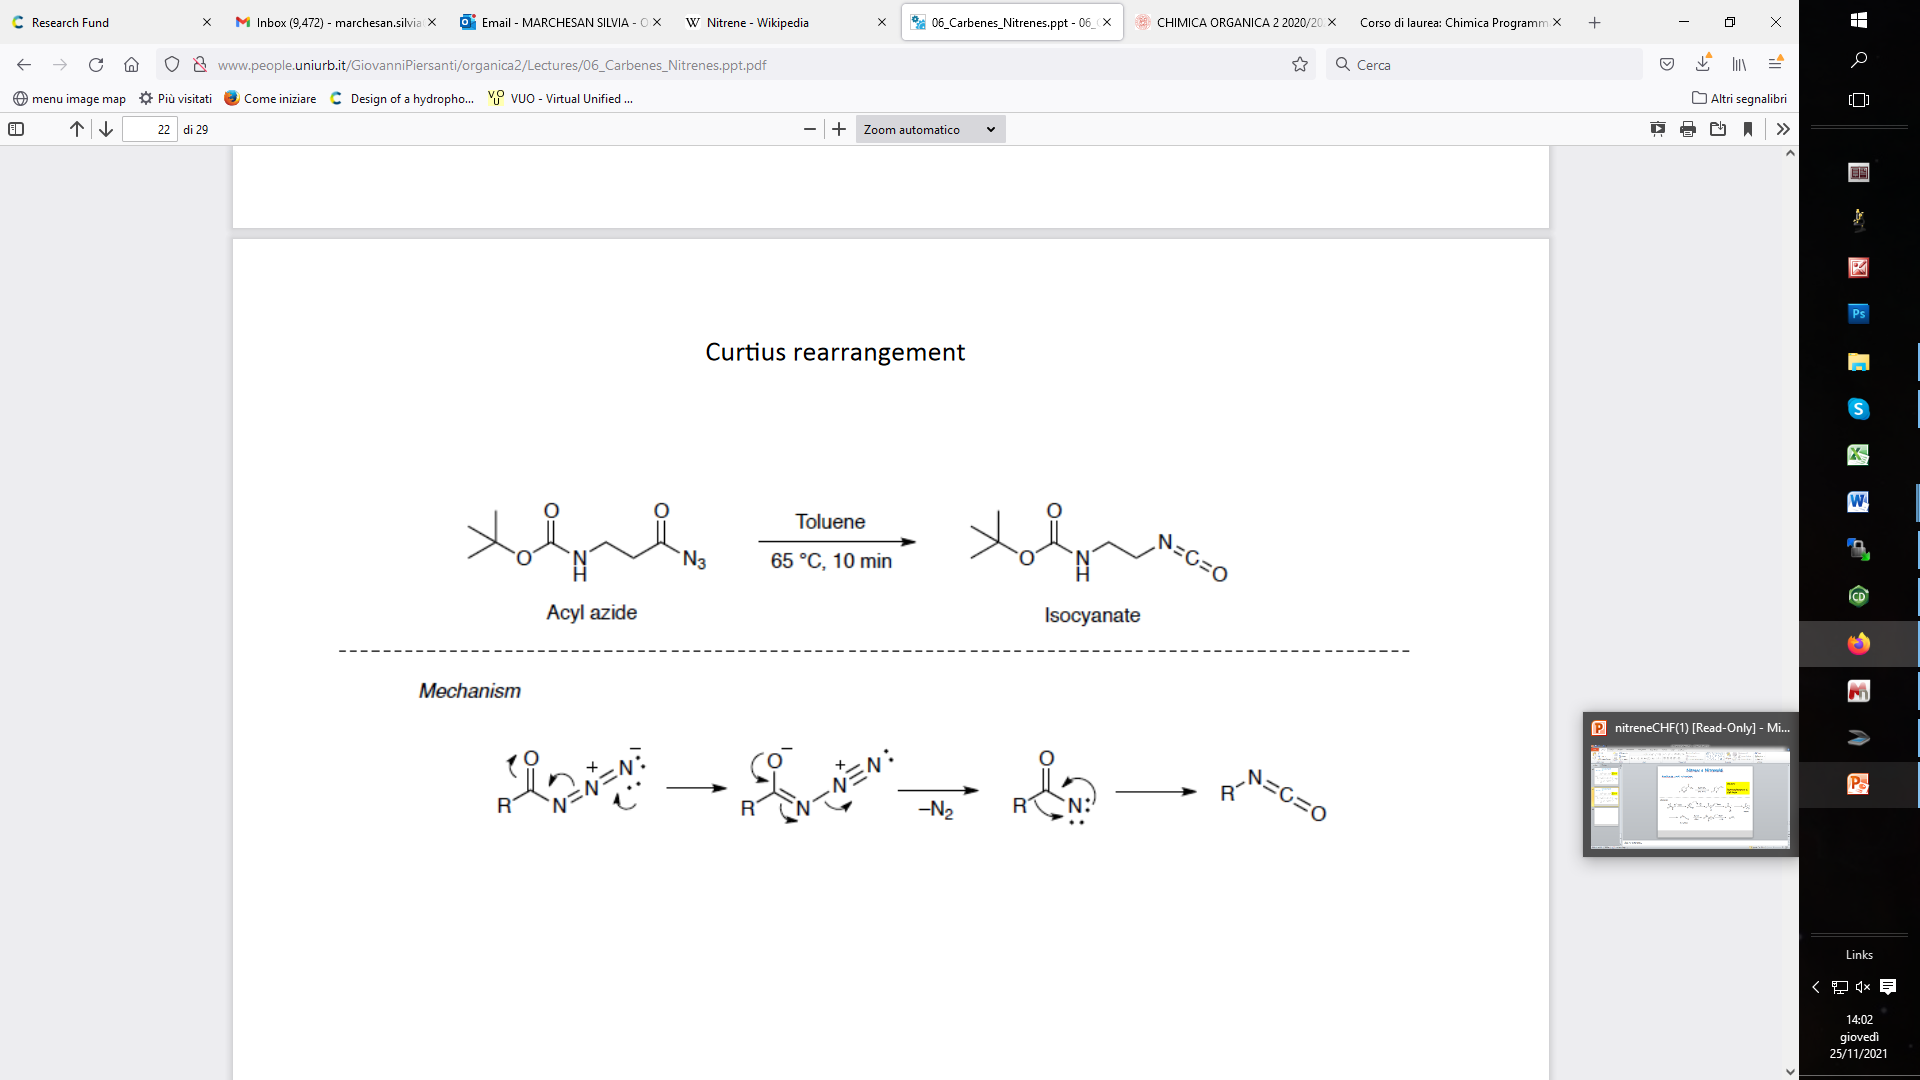 Research Fund
Inbox (9,472) - marchesan.silvia
Email - MARCHESAN SILVIA - O
W Nitrene - Wikipedia
06_Carbenes_Nitrenes.ppt - 06_
CHIMICA ORGANICA 2 2020/20
Corso di laurea: Chimica Programm
www.people.uniurb.it/GiovanniPiersanti/organica2/Lectures/06_Carbenes_Nitrenes.ppt.pdf
Cerca
menu image map
Più visitati
Come iniziare
Design of a hydropho...
VUO - Virtual Unified ...
Altri segnalibri
22 di 29
Zoom automatico
Curtius rearrangement
O O
O N H N3
Toluene
65 °C, 10 min
O
O N H N C O
Acyl azide
Isocyanate
Mechanism
R O N N + N −
R O − N N + N
−N2
R O N
R N C O
nitreneCHF(1) [Read-Only] - Mi...
Links
14:02
giovedì
25/11/2021